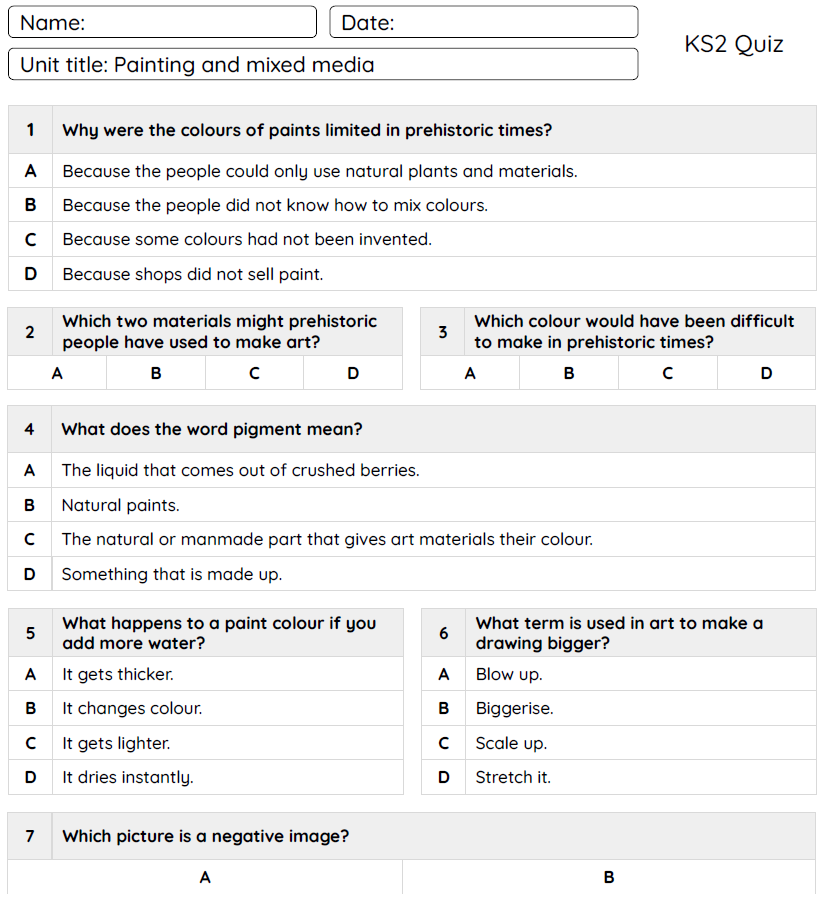 Name:
Date:
KS2 Quiz
Unit title: Painting and mixed media
1 Why were the colours of paints limited in prehistoric times?
A Because the people could only use natural plants and materials.
B Because the people did not know how to mix colours.
C Because some colours had not been invented.
D Because shops did not sell paint.
2 Which two materials might prehistoric
people have used to make art?
A B C D
3 Which colour would have been difficult
to make in prehistoric times?
A B C D
4 What does the word pigment mean?
A The liquid that comes out of crushed berries.
B Natural paints.
C The natural or manmade part that gives art materials their colour.
D Something that is made up.
5 What happens to a paint colour if you
add more water?
A It gets thicker.
B It changes colour.
C It gets lighter.
D It dries instantly.
6 What term is used in art to make a
drawing bigger?
A Blow up.
B Biggerise.
C Scale up.
D Stretch it.
7 Which picture is a negative image?
A B